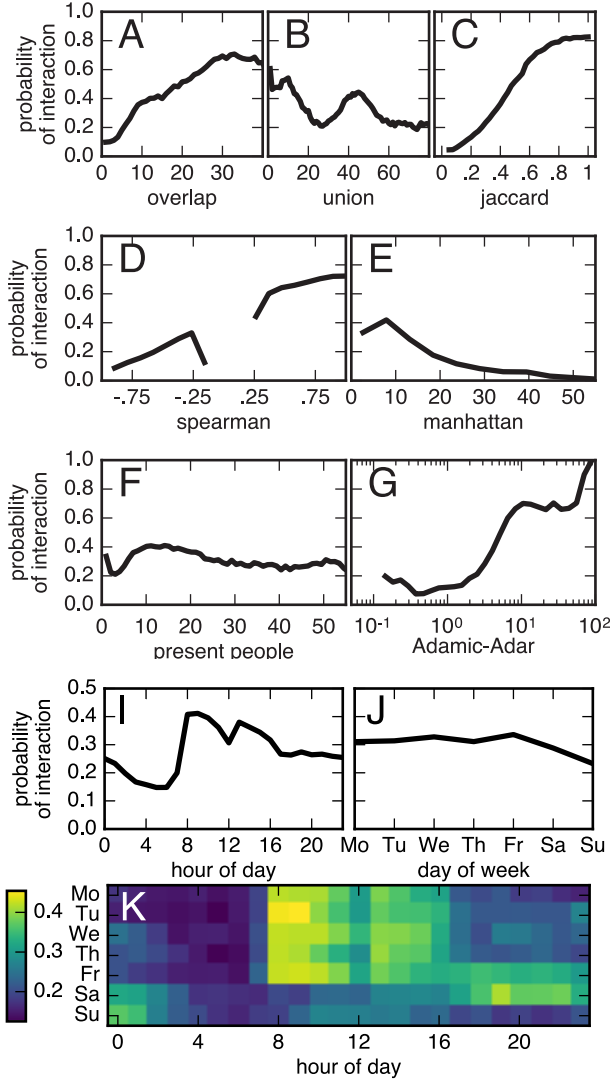 A B C
probability
of interaction
1.0
0.8
0.6
0.4
0.2
0.0
0 10 20 30
overlap
0 20 40 60
union
0 .2 .4 .6 .8 1
jaccard
D E
probability
of interaction
1.0
0.8
0.6
0.4
0.2
0.0
-.75 -.25 .25 .75
spearman
0 10 20 30 40 50
manhattan
F G
probability
of interaction
1.0
0.8
0.6
0.4
0.2
0.0
0 10 20 30 40 50
present people
10-1 100 101 102
Adamic-Adar
I J
probability
of interaction
0.5
0.4
0.3
0.2
0.1
0.0
0 4 8 12 16 20
hour of day
Mo Tu We Th Fr Sa Su
day of week
K
0.4
0.3
0.2
Mo
Tu
We
Th
Fr
Sa
Su
0 4 8 12 16 20
hour of day